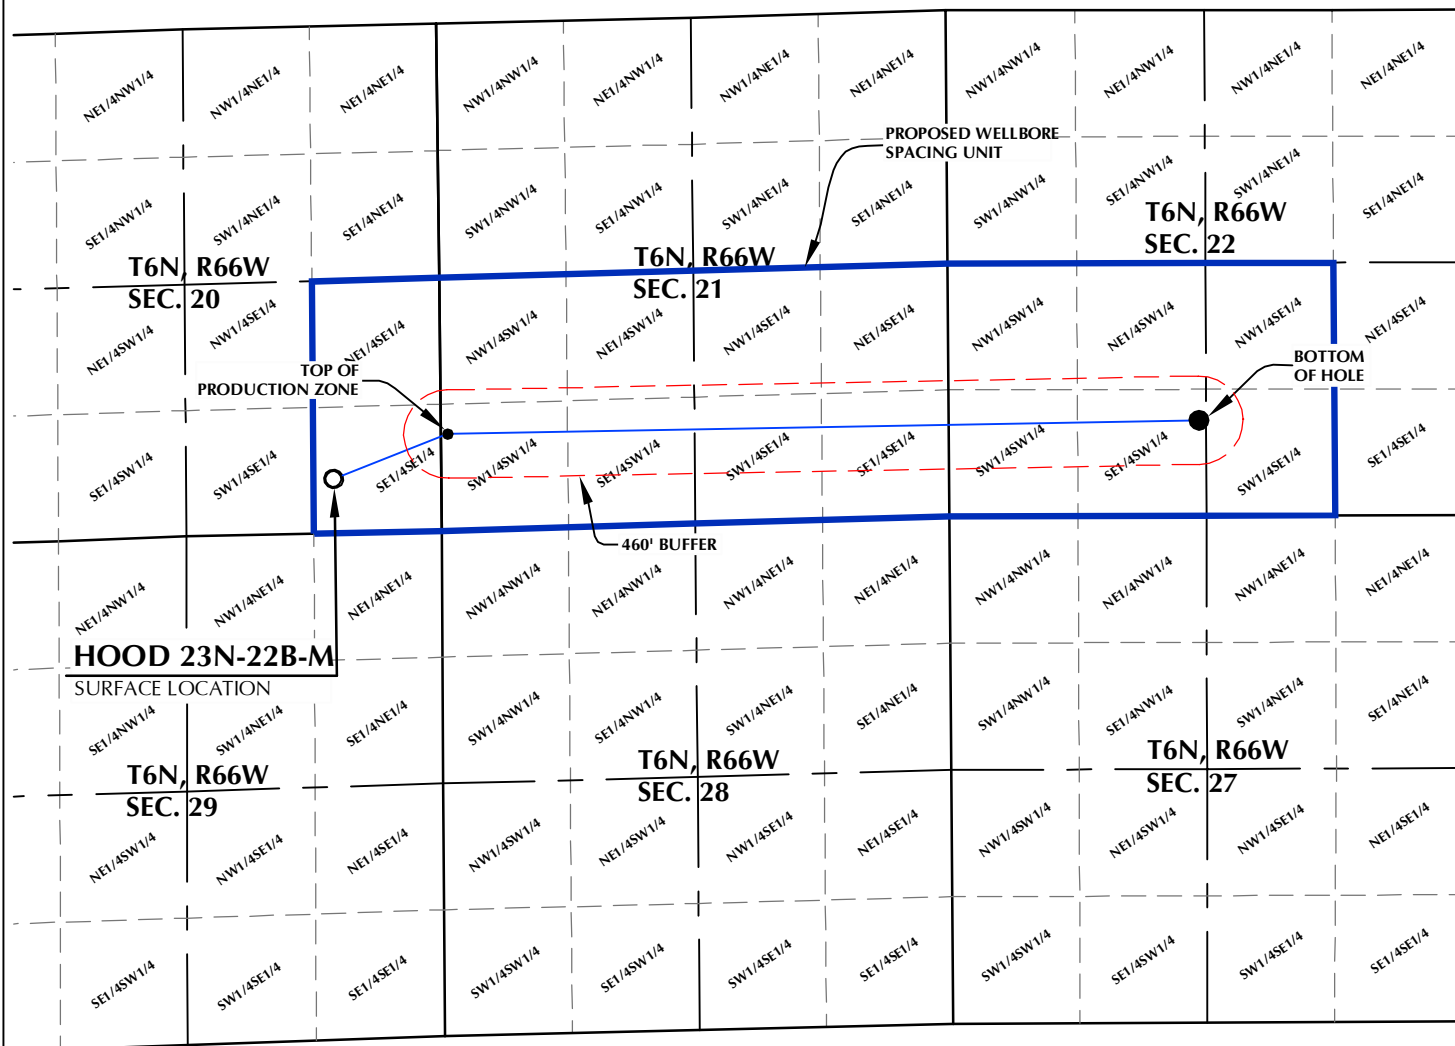 NE1/4NW1/4 NW1/4NE1/4 NE1/4NE1/4 NW1/4NW1/4 NE1/4NW1/4 NW1/4NE1/4 NE1/4NE1/4 NW1/4NW1/4 NE1/4NW1/4 NW1/4NE1/4 NE1/4NE1/4
PROPOSED WELLBORE
SPACING UNIT
SE1/4NW1/4 SW1/4NE1/4 SE1/4NE1/4 SW1/4NW1/4 SE1/4NW1/4 SW1/4NE1/4 SE1/4NE1/4 SW1/4NW1/4 SE1/4NW1/4 SW1/4NE1/4 SE1/4NE1/4
T6N, R66W
SEC. 20
T6N, R66W
SEC. 21
T6N, R66W
SEC. 22
NE1/4SW1/4 NW1/4SE1/4 NE1/4SE1/4 NW1/4SW1/4 NE1/4SW1/4 NW1/4SE1/4 NE1/4SE1/4 NW1/4SW1/4 NE1/4SW1/4 NW1/4SE1/4 NE1/4SE1/4
TOP OF
PRODUCTION ZONE
BOTTOM
OF HOLE
SE1/4SW1/4 SW1/4SE1/4 SE1/4SE1/4 SW1/4SW1/4 SE1/4SW1/4 SW1/4SE1/4 SE1/4SE1/4 SW1/4SW1/4 SE1/4SW1/4 SW1/4SE1/4 SE1/4SE1/4
460' BUFFER
NE1/4NW1/4 NW1/4NE1/4 NE1/4NE1/4 NW1/4NW1/4 NE1/4NW1/4 NW1/4NE1/4 NE1/4NE1/4 NW1/4NW1/4 NE1/4NW1/4 NW1/4NE1/4 NE1/4NE1/4
HOOD 23N-22B-M
SURFACE LOCATION
SE1/4NW1/4 SW1/4NE1/4 SE1/4NE1/4 SW1/4NW1/4 SE1/4NW1/4 SW1/4NE1/4 SE1/4NE1/4 SW1/4NW1/4 SE1/4NW1/4 SW1/4NE1/4 SE1/4NE1/4
T6N, R66W
SEC. 29
T6N, R66W
SEC. 28
T6N, R66W
SEC. 27
NE1/4SW1/4 NW1/4SE1/4 NE1/4SE1/4 NW1/4SW1/4 NE1/4SW1/4 NW1/4SE1/4 NE1/4SE1/4 NW1/4SW1/4 NE1/4SW1/4 NW1/4SE1/4 NE1/4SE1/4
SE1/4SW1/4 SW1/4SE1/4 SE1/4SE1/4 SW1/4SW1/4 SE1/4SW1/4 SW1/4SE1/4 SE1/4SE1/4 SW1/4SW1/4 SE1/4SW1/4 SW1/4SE1/4 SE1/4SE1/4